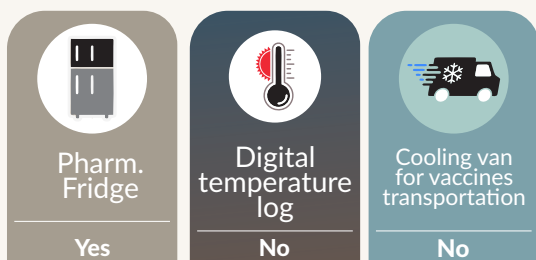 Pharm.
Fridge
Yes
Digital
temperature
log
No
Cooling van
for vaccines
transportation
No